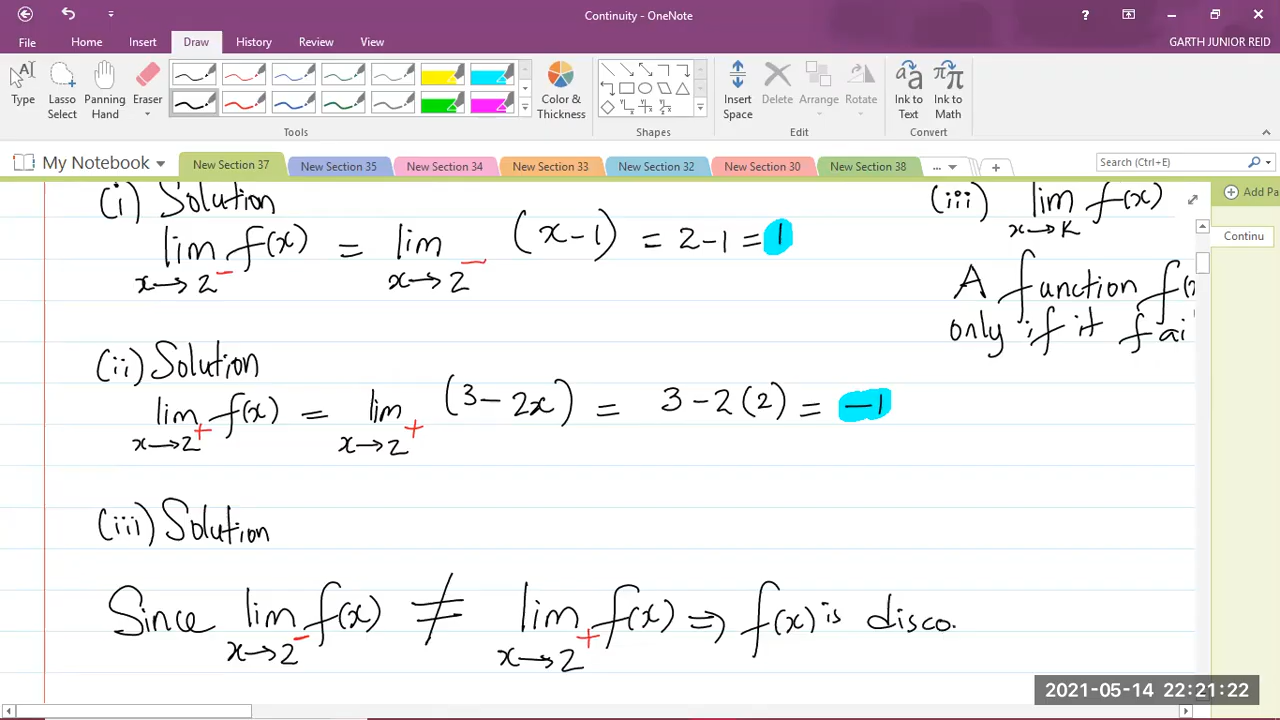 Continuity - OneNote
?
File Home Insert Draw History Review View
GARTH JUNIOR REID
Type Lasso Select Panning Hand Eraser Color & Thickness Insert Space Delete Arrange Rotate Ink to Text Ink to Math
Tools Shapes Edit Convert
My Notebook New Section 37 New Section 35 New Section 34 New Section 33 New Section 32 New Section 30 New Section 38 ... + Search (Ctrl+E)
Add Pa
Continu
(i) Solution
lim f(x) = lim (x-1) = 2-1 = 1
x→2⁻ x→2⁻
(iii) lim f(x)
x→K
A function f(x
only if it fai
(ii) Solution
lim f(x) = lim (3-2x) = 3-2(2) = -1
x→2⁺ x→2⁺
(iii) Solution
Since lim f(x) ≠ lim f(x) ⇒ f(x) is disco.
x→2⁻ x→2⁺
2021-05-14 22:21:22